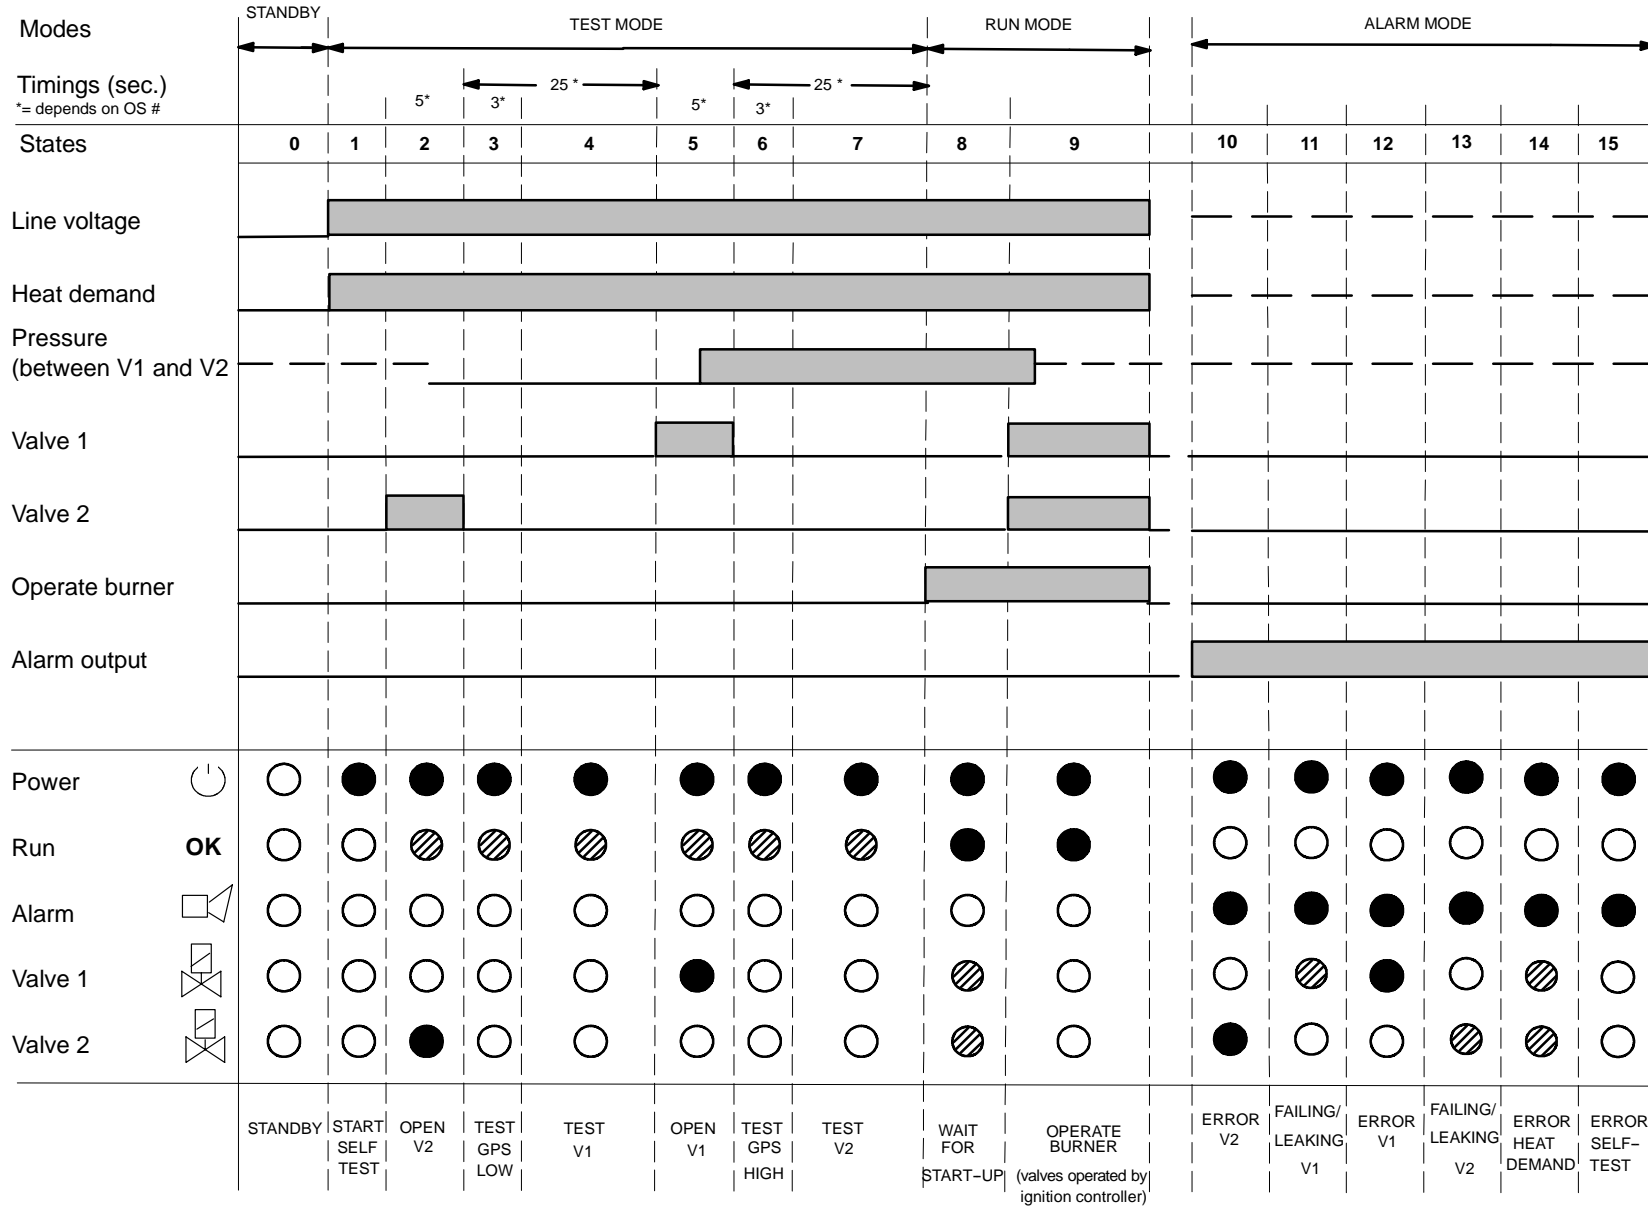 STANDBY
Modes TEST MODE RUN MODE ALARM MODE
Timings (sec.) 25 * 25 *
*= depends on OS # 5* 3* 5* 3*
States 0 1 2 3 4 5 6 7 8 9 10 11 12 13 14 15
Line voltage
Heat demand
Pressure
(between V1 and V2
Valve 1
Valve 2
Operate burner
Alarm output
Power
Run OK
Alarm
Valve 1
Valve 2
STANDBY
START
SELF
TEST
OPEN
V2
TEST
GPS
LOW
TEST
V1
OPEN
V1
TEST
GPS
HIGH
TEST
V2
WAIT
FOR
START-UP
OPERATE
BURNER
(valves operated by
ignition controller)
ERROR
V2
FAILING/
LEAKING
V1
ERROR
V1
FAILING/
LEAKING
V2
ERROR
HEAT
DEMAND
ERROR
SELF-
TEST